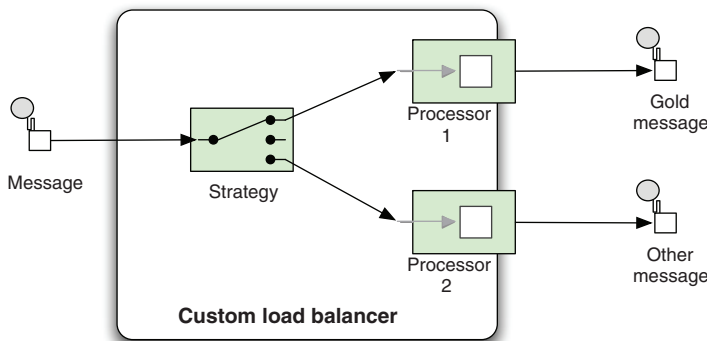 Message
Strategy
Processor
1
Gold
message
Processor
2
Other
message
Custom load balancer